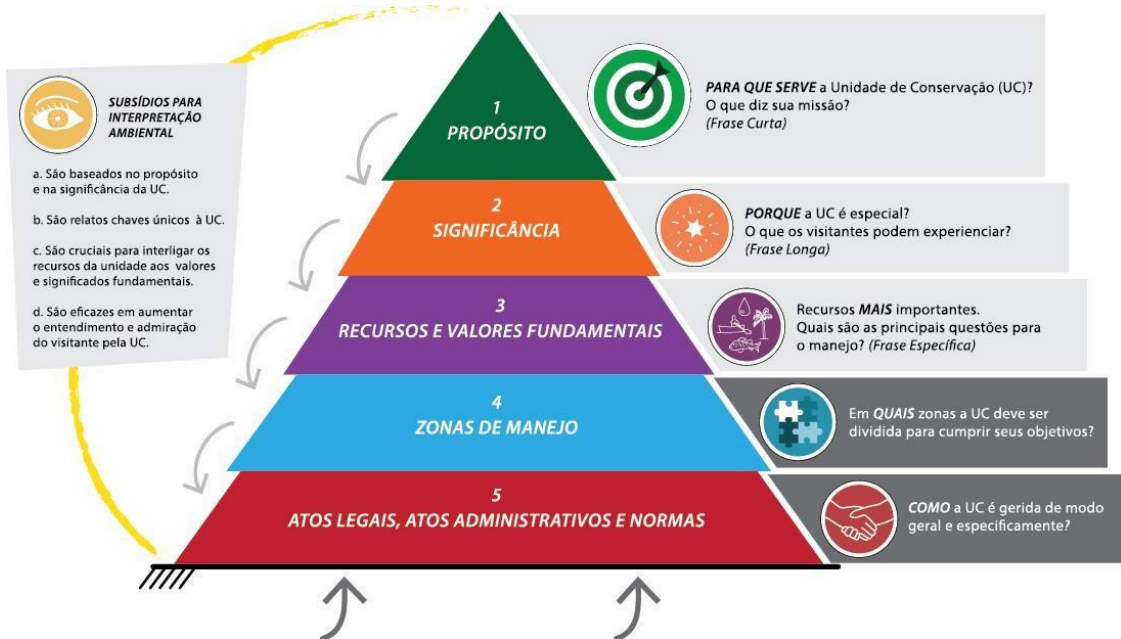 SUBSÍDIOS PARA
INTERPRETAÇÃO
AMBIENTAL
a. São baseados no propósito
e na significância da UC.
b. São relatos chaves únicos à UC.
c. São cruciais para interligar os
recursos da unidade aos valores
e significados fundamentais.
d. São eficazes em aumentar
o entendimento e admiração
do visitante pela UC.
1
PROPÓSITO
PARA QUE SERVE a Unidade de Conservação (UC)?
O que diz sua missão?
(Frase Curta)
2
SIGNIFICÂNCIA
PORQUE a UC é especial?
O que os visitantes podem experienciar?
(Frase Longa)
3
RECURSOS E VALORES FUNDAMENTAIS
Recursos MAIS importantes.
Quais são as principais questões para
o manejo? (Frase Específica)
4
ZONAS DE MANEJO
Em QUAIS zonas a UC deve ser
dividida para cumprir seus objetivos?
5
ATOS LEGAIS, ATOS ADMINISTRATIVOS E NORMAS
COMO a UC é gerida de modo
geral e especificamente?